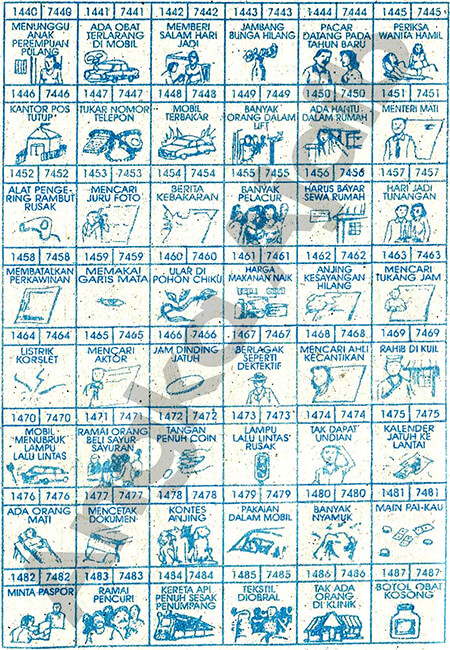 1440 7440
MENUNGGU
ANAK
PEREMPUAN
PULANG
1441 7441
ADA OBAT
TERLARANG
DI MOBIL
1442 7442
MEMBERI
SALAM HARI
JADI
1443 7443
JAMBANG
BUNGA HILANG
1444 7444
PACAR
DATANG PADA
TAHUN BARU
1445 7445
PERIKSA
WANITA HAMIL
1446 7446
KANTOR POS
TUTUP
1447 7447
TUKAR NOMOR
TELEPON
1448 7448
MOBIL
TERBAKAR
1449 7449
BANYAK
ORANG DALAM
LIFT
1450 7450
ADA HANTU
DALAM RUMAH
1451 7451
MENTERI MATI
1452 7452
ALAT PENGE-
RING RAMBUT
RUSAK
1453 7453
MENCARI
JURU FOTO
1454 7454
BERITA
KEBAKARAN
1455 7455
BANYAK
PELACUR
1456 7456
HARUS BAYAR
SEWA RUMAH
1457 7457
HARI JADI
TUNANGAN
1458 7458
MEMBATALKAN
PERKAWINAN
1459 7459
MEMAKAI
GARIS MATA
1460 7460
ULAR DI
POHON CHIKU
1461 7461
HARGA
MAKANAN NAIK
1462 7462
ANJING
KESAYANGAN
HILANG
1463 7463
MENCARI
TUKANG JAM
1464 7464
LISTRIK
KORSLET
1465 7465
MENCARI
AKTOR
1466 7466
JAM DINDING
JATUH
1467 7467
BERLAGAK
SEPERTI
DEKTEKTIF
1468 7468
MENCARI AHLI
KECANTIKAN
1469 7469
RAHIB DI KUIL
1470 7470
MOBIL
MENUBRUK
LAMPU
LALU LINTAS
1471 7471
RAMAI ORANG
BELI SAYUR-
SAYURAN
1472 7472
TANGAN
PENUH COIN
1473 7473
LAMPU
LALU LINTAS
RUSAK
1474 7474
TAK DAPAT
UNDIAN
1475 7475
KALENDER
JATUH KE
LANTAI
1476 7476
ADA ORANG
MATI
1477 7477
MENCETAK
DOKUMEN
1478 7478
KONTES
ANJING
1479 7479
PAKAIAN
DALAM MOBIL
1480 7480
BANYAK
NYAMUK
1481 7481
MAIN PAI-KAU
1482 7482
MINTA PASPOR
1483 7483
RAMAI
PENCURI
1484 7484
KERETA API
PENUH SESAK
PENUMPANG
1485 7485
TEKSTIL
DIOBRAL
1486 7486
TAK ADA
ORANG
DI KLINIK
1487 7487
BOTOL OBAT
KOSONG